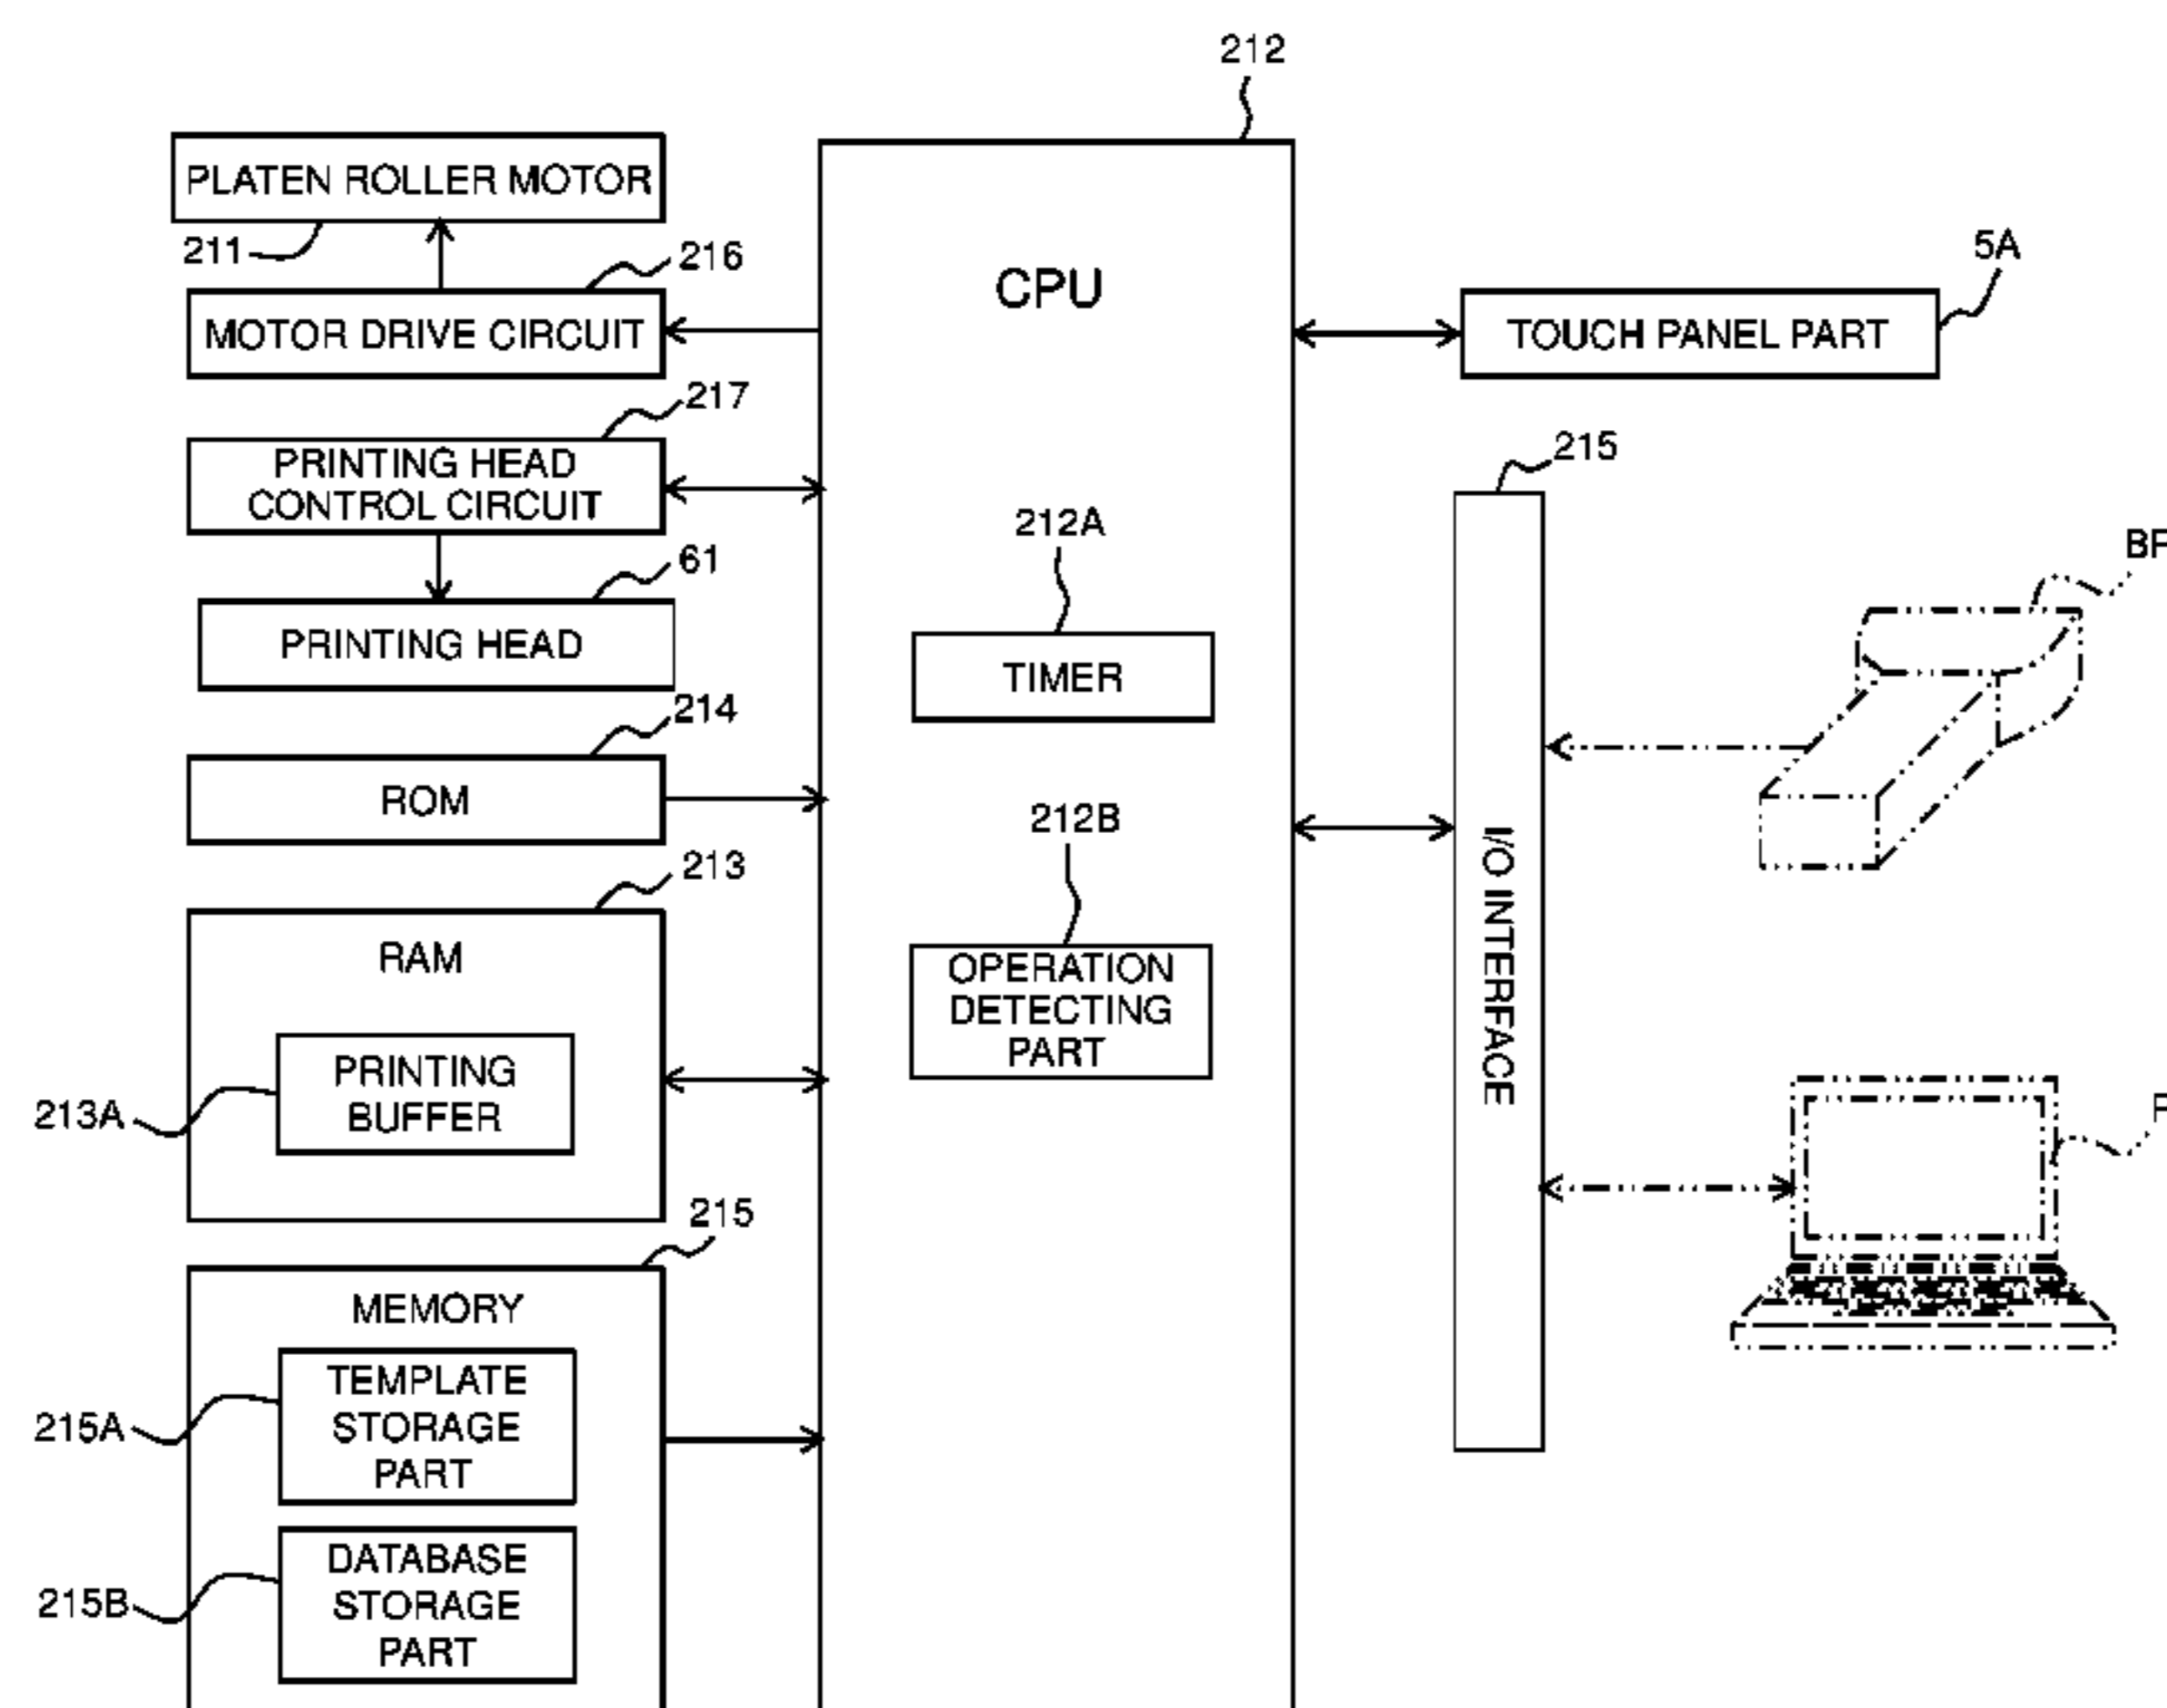 212
PLATEN ROLLER MOTOR
211
216
MOTOR DRIVE CIRCUIT
217
PRINTING HEAD
CONTROL CIRCUIT
61
PRINTING HEAD
214
ROM
213
RAM
PRINTING
BUFFER
213A
215
MEMORY
TEMPLATE
STORAGE
PART
215A
DATABASE
STORAGE
PART
215B
CPU
212A
TIMER
212B
OPERATION
DETECTING
PART
5A
TOUCH PANEL PART
215
I/O INTERFACE